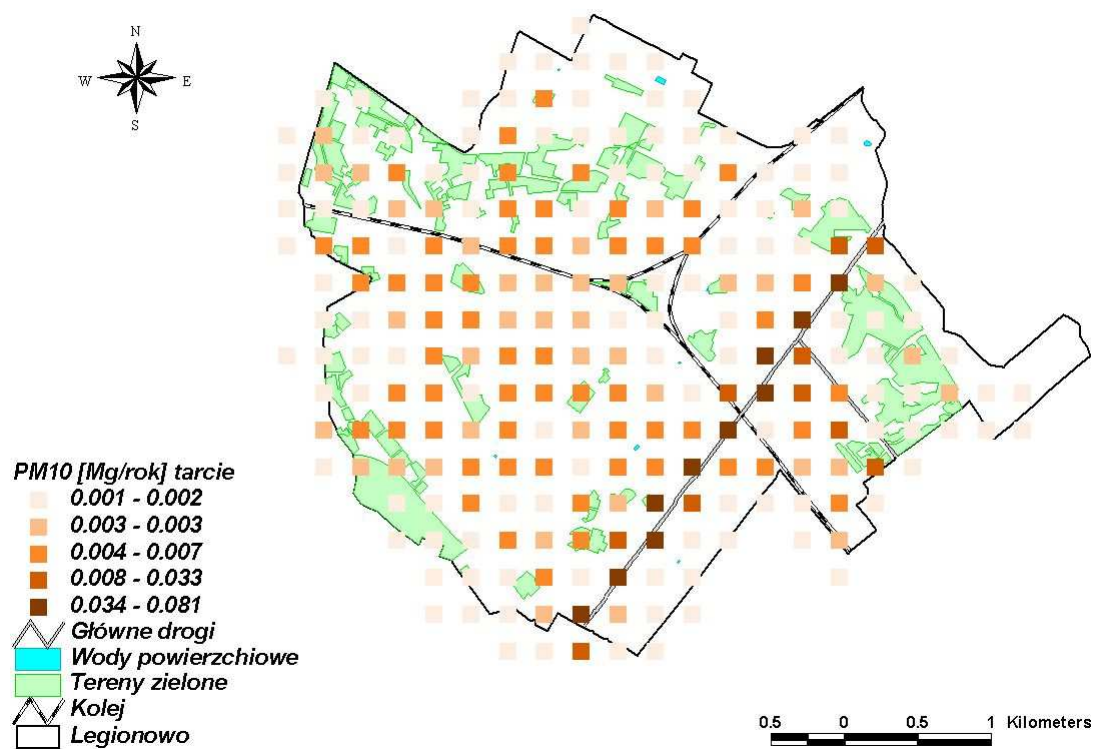 N
W E
S
PM10 [Mg/rok] tarcie
0.001 - 0.002
0.003 - 0.003
0.004 - 0.007
0.008 - 0.033
0.034 - 0.081
Główne drogi
Wody powierzchiowe
Tereny zielone
Kolej
Legionowo
0.5 0 0.5 1 Kilometers